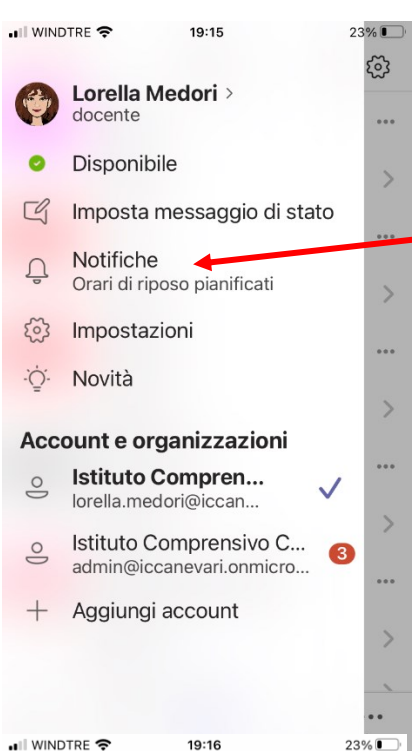 WINDTRE 19:15 23%
Lorella Medori >
docente
Disponibile
Imposta messaggio di stato
Notifiche
Orari di riposo pianificati
Impostazioni
Novità
Account e organizzazioni
Istituto Compren...
lorella.medori@iccan...
Istituto Comprensivo C... 3
admin@iccanevari.onmicro...
Aggiungi account
WINDTRE 19:16 23%